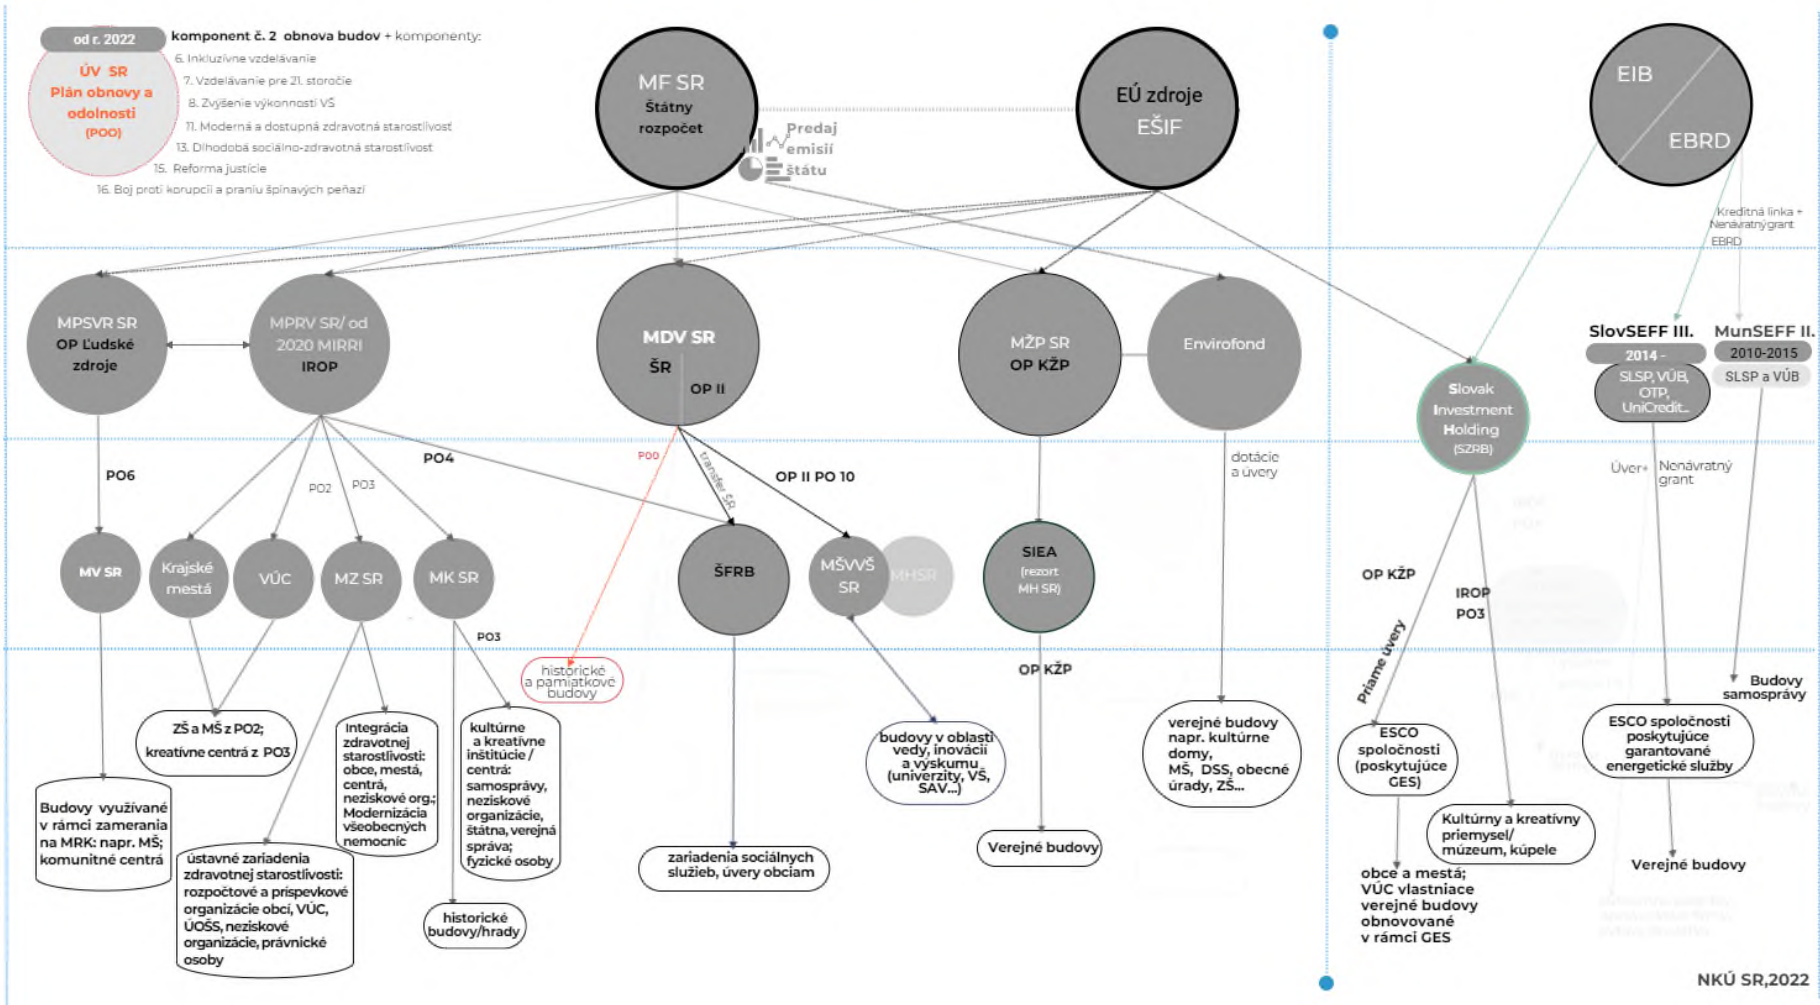 od r. 2022
ÚV SR
Plán obnovy a
odolnosti
(POO)
komponent č. 2 obnova budov + komponenty:
6. Inkluzívne vzdelávanie
7. Vzdelávanie pre 21. storočie
8. Zvýšenie výkonnosti VŠ
11. Moderná a dostupná zdravotná starostlivosť
13. Dlhodobá sociálno-zdravotná starostlivosť
15. Reforma justície
16. Boj proti korupcii a praniu špinavých peňazí
MF SR
Štátny
rozpočet
Predaj
emisií
štátu
EÚ zdroje
EŠIF
EIB
EBRD
Kreditná linka +
Nenávratný grant
EBRD
MPSVR SR
OP Ľudské
zdroje
MPRV SR/ od
2020 MIRRI
IROP
MDV SR
ŠR
OP II
MŽP SR
OP KŽP
Envirofond
Slovak
Investment
Holding
(SZRB)
SlovSEFF III.
2014 -
SLSP, VÚB,
OTP,
UniCredit...
MunSEFF II.
2010-2015
SLSP a VÚB
PO6
PO2
PO3
PO4
POO
transfer ŠR
OP II PO 10
dotácie
a úvery
Úver+
Nenávratný
grant
MV SR
Krajské
mestá
VÚC
MZ SR
MK SR
ŠFRB
MŠVVŠ
SR
MHSR
SIEA
(rezort
MH SR)
OP KŽP
IROP
PO3
PO3
OP KŽP
Priame úvery
historické
a pamiatkové
budovy
Budovy
samosprávy
ZŠ a MŠ z PO2;
kreatívne centrá z PO3
Integrácia
zdravotnej
starostlivosti:
obce, mestá,
centrá,
neziskové org.;
Modernizácia
všeobecných
nemocníc
kultúrne
a kreatívne
inštitúcie /
centrá:
samosprávy,
neziskové
organizácie,
štátna, verejná
správa;
fyzické osoby
budovy v oblasti
vedy, inovácií
a výskumu
(univerzity, VŠ,
SAV...)
verejné budovy
napr. kultúrne
domy,
MŠ, DSS, obecné
úrady, ZŠ...
ESCO
spoločnosti
(poskytujúce
GES)
ESCO spoločnosti
poskytujúce
garantované
energetické služby
Budovy využívané
v rámci zamerania
na MRK: napr. MŠ;
komunitné centrá
ústavné zariadenia
zdravotnej starostlivosti:
rozpočtové a príspevkové
organizácie obcí, VÚC,
ÚOŠS, neziskové
organizácie, právnické
osoby
historické
budovy/hrady
zariadenia sociálnych
služieb, úvery obciam
Verejné budovy
Kultúrny a kreatívny
priemysel/
múzeum, kúpele
Verejné budovy
obce a mestá;
VÚC vlastniace
verejné budovy
obnovované
v rámci GES
NKÚ SR,2022